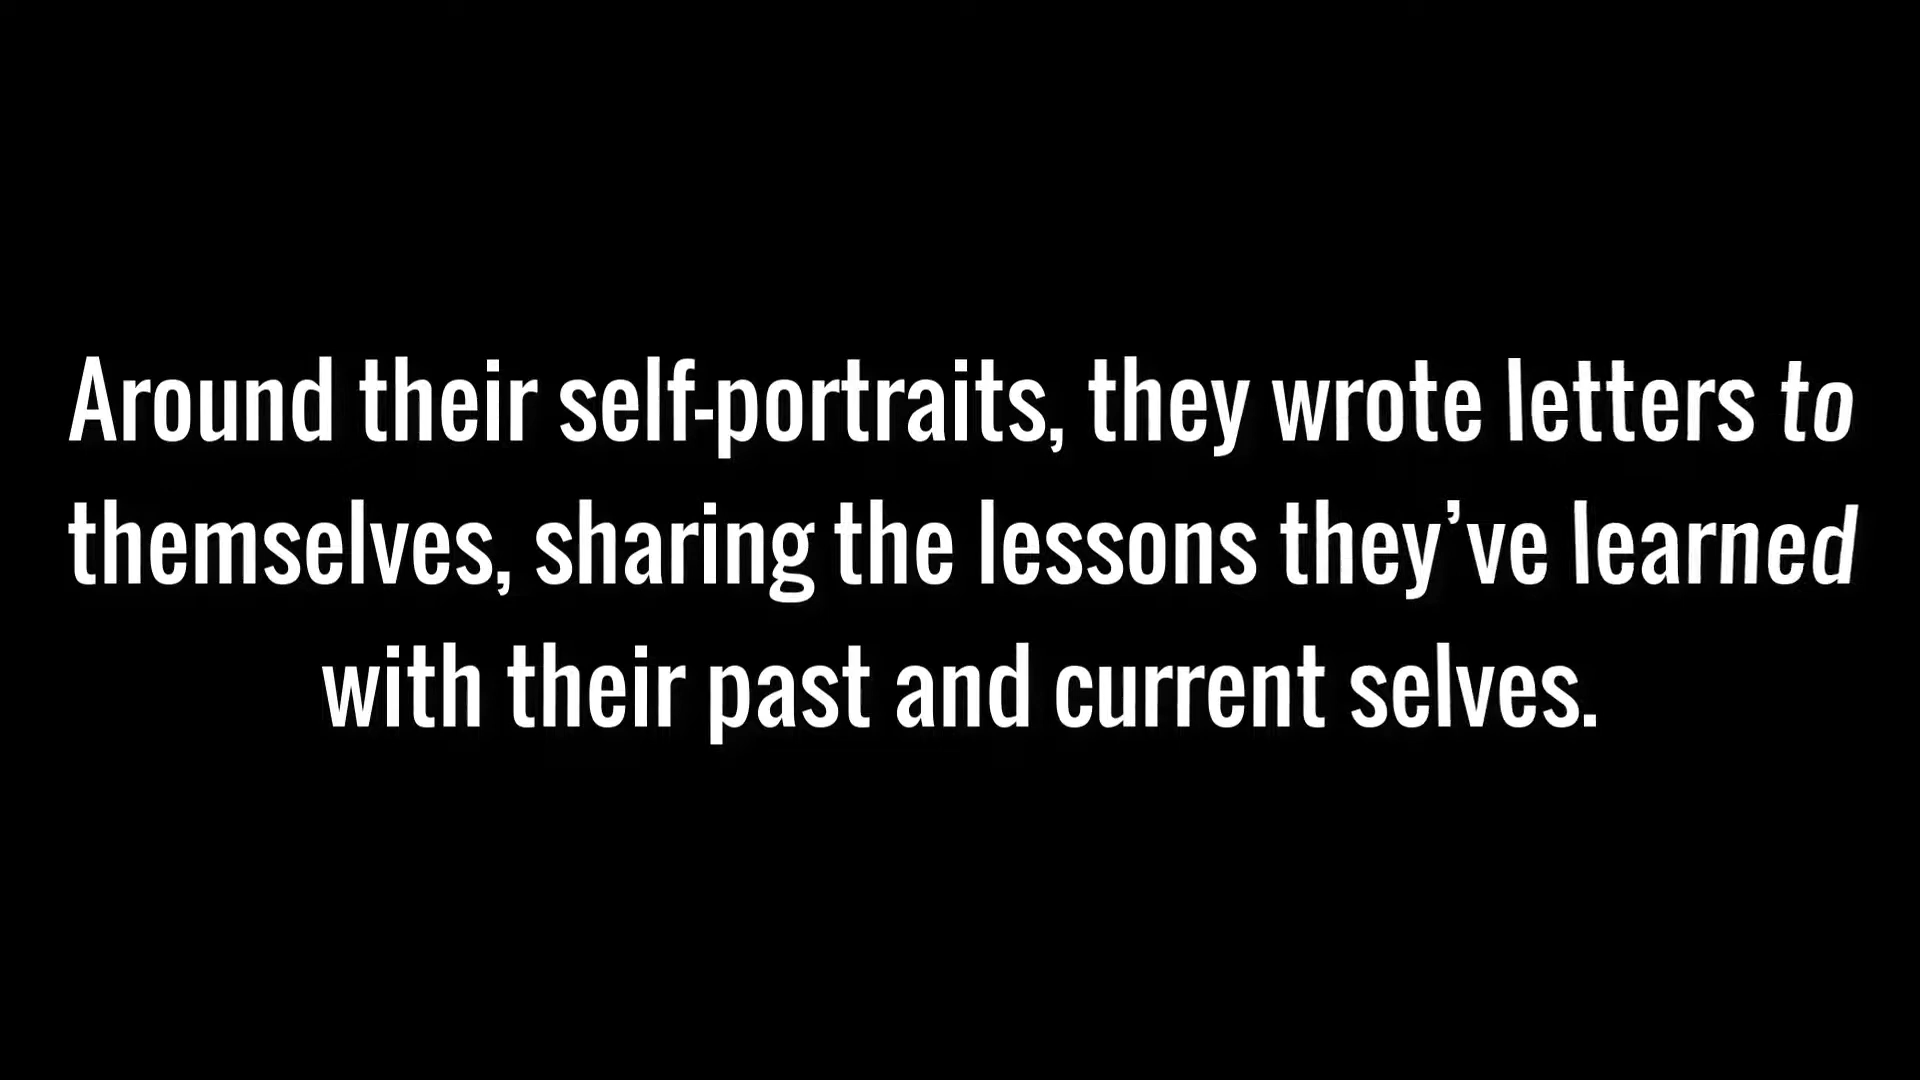 Around their self-portraits, they wrote letters to
themselves, sharing the lessons they’ve learned
with their past and current selves.